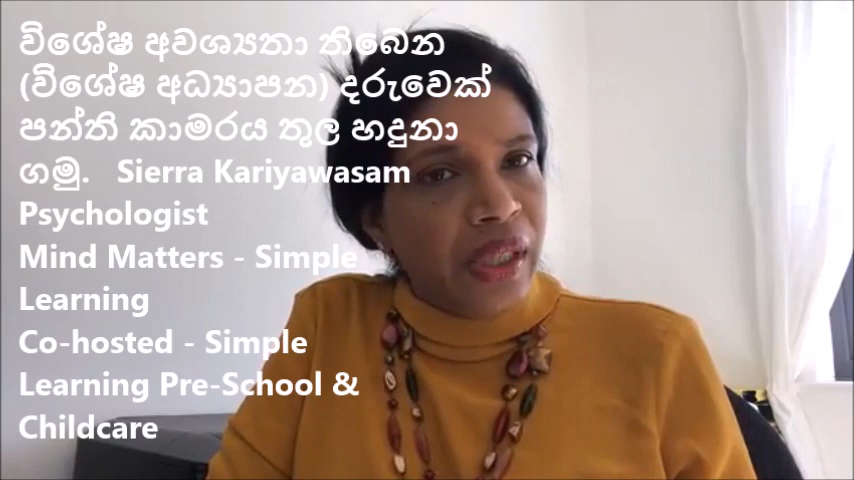 විශේෂ අවශ්‍යතා තිබෙන
(විශේෂ අධ්‍යාපන) දරුවෙක්
පන්ති කාමරය තුල හදුනා
ගමු. Sierra Kariyawasam
Psychologist
Mind Matters - Simple
Learning
Co-hosted - Simple
Learning Pre-School &
Childcare